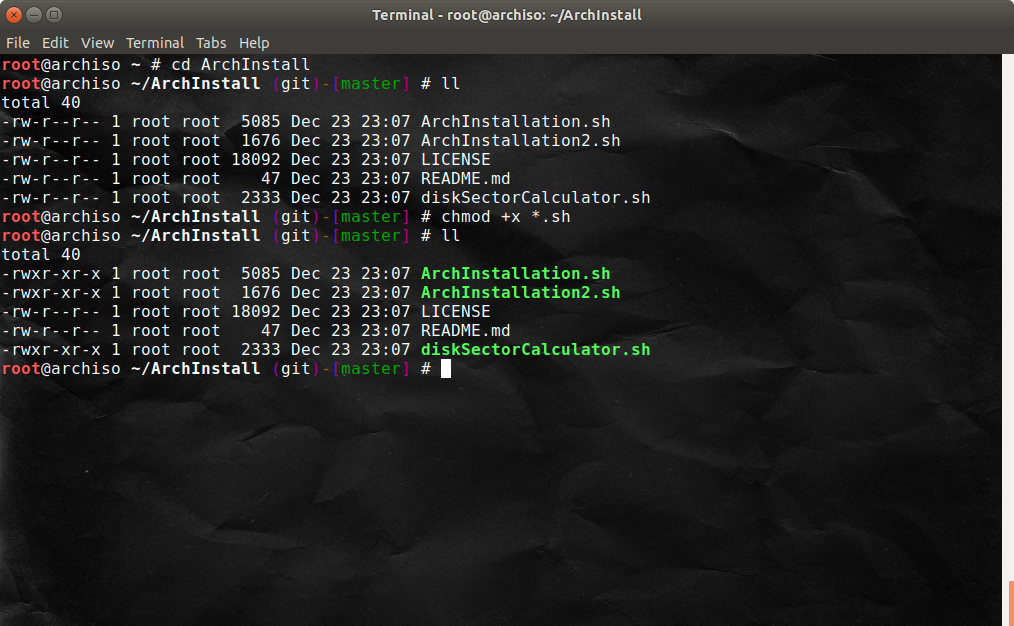 Terminal - root@archiso: ~/ArchInstall
File Edit View Terminal Tabs Help
root@archiso ~ # cd ArchInstall
root@archiso ~/ArchInstall (git)-[master] # ll
total 40
-rw-r--r-- 1 root root  5085 Dec 23 23:07 ArchInstallation.sh
-rw-r--r-- 1 root root  1676 Dec 23 23:07 ArchInstallation2.sh
-rw-r--r-- 1 root root 18092 Dec 23 23:07 LICENSE
-rw-r--r-- 1 root root    47 Dec 23 23:07 README.md
-rw-r--r-- 1 root root  2333 Dec 23 23:07 diskSectorCalculator.sh
root@archiso ~/ArchInstall (git)-[master] # chmod +x *.sh
root@archiso ~/ArchInstall (git)-[master] # ll
total 40
-rwxr-xr-x 1 root root  5085 Dec 23 23:07 ArchInstallation.sh
-rwxr-xr-x 1 root root  1676 Dec 23 23:07 ArchInstallation2.sh
-rw-r--r-- 1 root root 18092 Dec 23 23:07 LICENSE
-rw-r--r-- 1 root root    47 Dec 23 23:07 README.md
-rwxr-xr-x 1 root root  2333 Dec 23 23:07 diskSectorCalculator.sh
root@archiso ~/ArchInstall (git)-[master] #